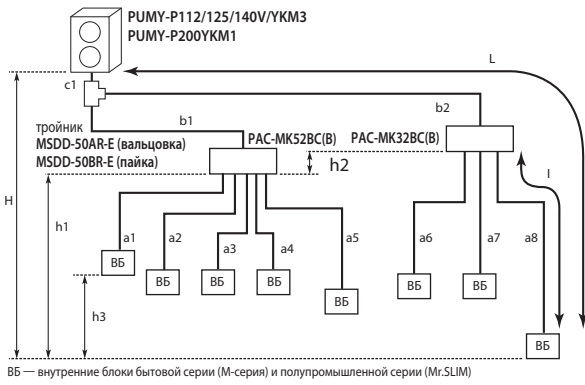 PUMY-P112/125/140V/YKM3
PUMY-P200YKM1
L
c1
b2
b1
тройник
MSDD-50AR-E (вальцовка)
MSDD-50BR-E (пайка)
PAC-MK52BC(B)
PAC-MK32BC(B)
h2
H
h1
I
a1
a2
a3
a4
a5
a6
a7
a8
ВБ
ВБ
ВБ
ВБ
ВБ
ВБ
ВБ
h3
ВБ
ВБ — внутренние блоки бытовой серии (М-серия) и полупромышленной серии (Mr.SLIM)